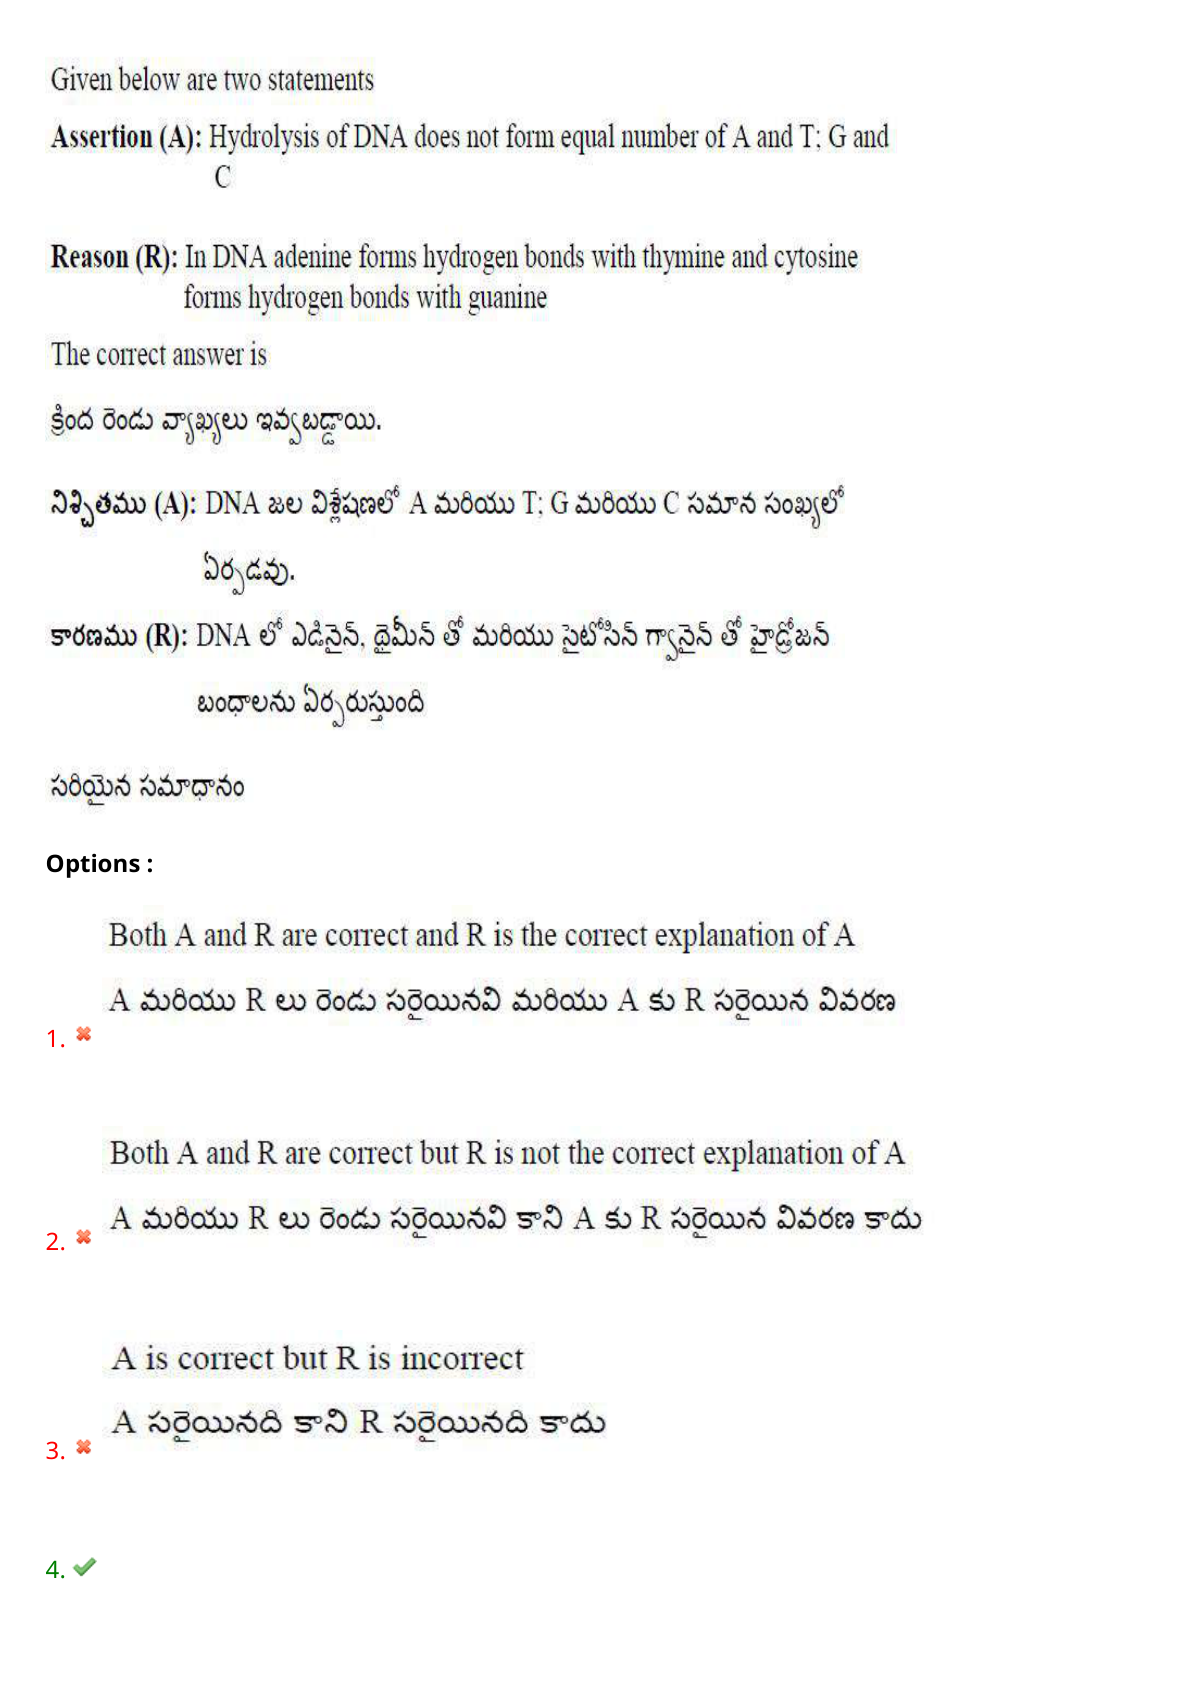 Given below are two statements
Assertion (A): Hydrolysis of DNA does not form equal number of A and T; G and
C
Reason (R): In DNA adenine forms hydrogen bonds with thymine and cytosine
forms hydrogen bonds with guanine
The correct answer is
క్రింద రెండు వ్యాఖ్యలు ఇవ్వబడ్డాయి.
నిశ్చితము (A): DNA జల విశ్లేషణలో A మరియు T; G మరియు C సమాన సంఖ్యలో
ఏర్పడవు.
కారణము (R): DNA లో ఎడినైన్, థైమీన్ తో మరియు సైటోసిన్ గ్వానైన్ తో హైడ్రోజన్
బంధాలను ఏర్పరుస్తుంది
సరియైన సమాధానం
Options :
Both A and R are correct and R is the correct explanation of A
A మరియు R లు రెండు సరైయినవి మరియు A కు R సరైయిన వివరణ
1.
Both A and R are correct but R is not the correct explanation of A
A మరియు R లు రెండు సరైయినవి కాని A కు R సరైయిన వివరణ కాదు
2.
A is correct but R is incorrect
A సరైయినది కాని R సరైయినది కాదు
3.
4.